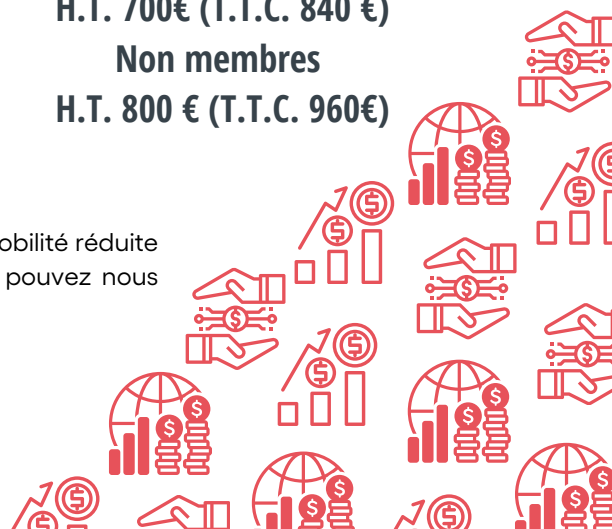 H.T. 700€ (T.T.C. 840 €)
Non membres
H.T. 800 € (T.T.C. 960€)
obilité réduite
pouvez nous